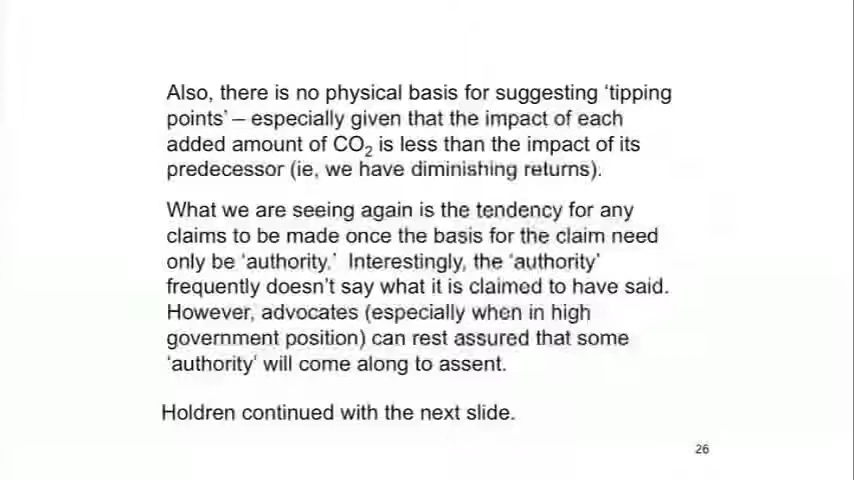 Also, there is no physical basis for suggesting ‘tipping
points’ – especially given that the impact of each
added amount of CO₂ is less than the impact of its
predecessor (ie, we have diminishing returns).
What we are seeing again is the tendency for any
claims to be made once the basis for the claim need
only be ‘authority.’ Interestingly, the ‘authority’
frequently doesn’t say what it is claimed to have said.
However, advocates (especially when in high
government position) can rest assured that some
‘authority’ will come along to assent.
Holdren continued with the next slide.
26